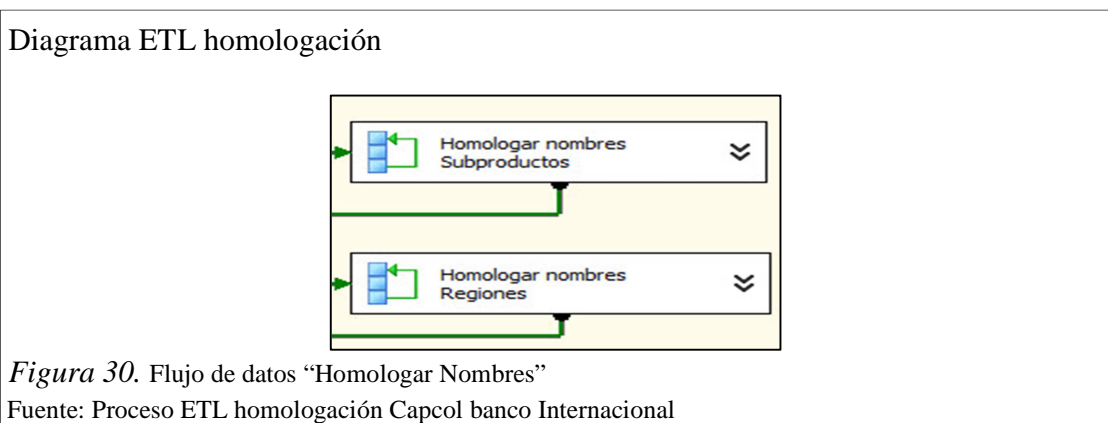 Diagrama ETL homologación
Homologar nombres
Subproductos
Homologar nombres
Regiones
Figura 30. Flujo de datos “Homologar Nombres”
Fuente: Proceso ETL homologación Capcol banco Internacional